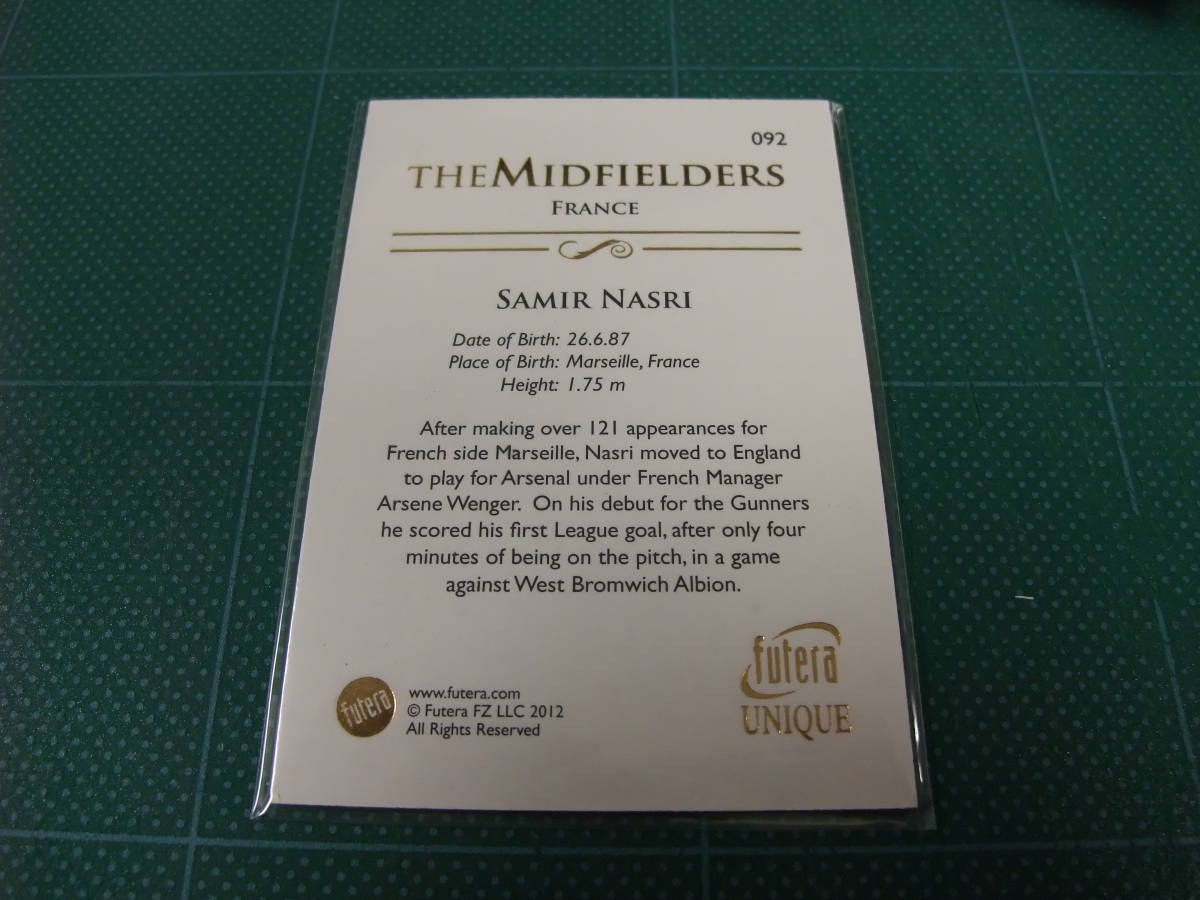 092
THE MIDFIELDERS
FRANCE
SAMIR NASRI
Date of Birth: 26.6.87
Place of Birth: Marseille, France
Height: 1.75 m
After making over 121 appearances for
French side Marseille, Nasri moved to England
to play for Arsenal under French Manager
Arsene Wenger. On his debut for the Gunners
he scored his first League goal, after only four
minutes of being on the pitch, in a game
against West Bromwich Albion.
futera
UNIQUE
futera
www.futera.com
© Futera FZ LLC 2012
All Rights Reserved